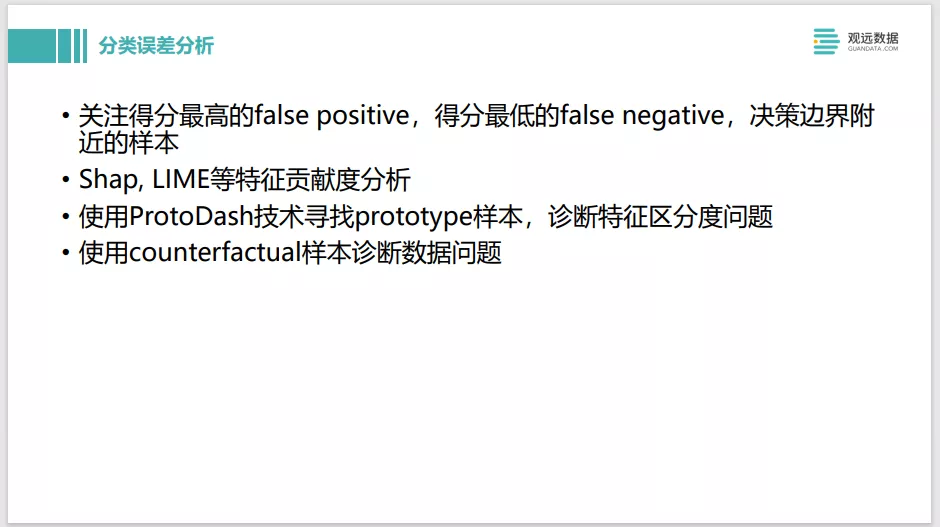 分类误差分析
观远数据
GUANDATA.COM
• 关注得分最高的false positive，得分最低的false negative，决策边界附
近的样本
• Shap, LIME等特征贡献度分析
• 使用ProtoDash技术寻找prototype样本，诊断特征区分度问题
• 使用counterfactual样本诊断数据问题